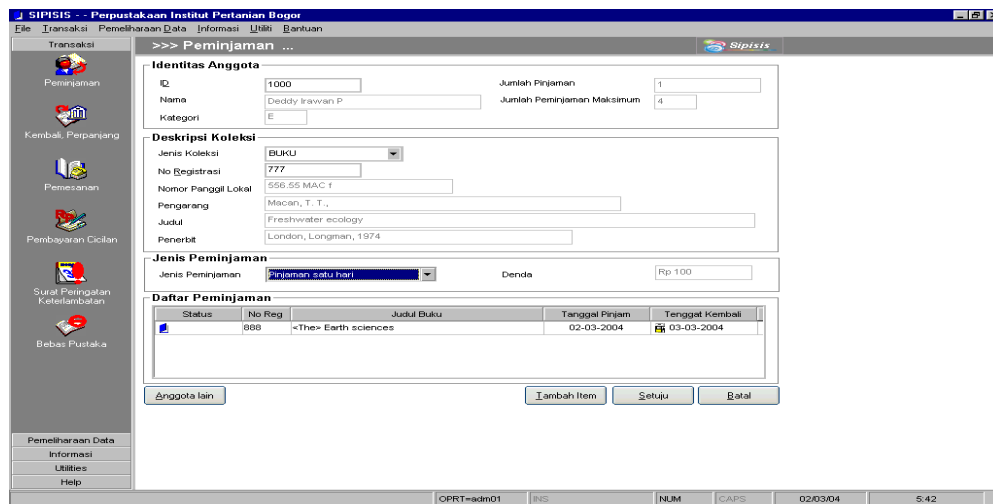 SIPISIS - - Perpustakaan Institut Pertanian Bogor
File Transaksi Pemeliharaan Data Informasi Utiliti Bantuan
Transaksi
>>> Peminjaman ...
Sipisis
Peminjaman
Kembali, Perpanjang
Pemesanan
Pembayaran Cicilan
Surat Peringatan
Keterlambatan
Bebas Pustaka
Pemeliharaan Data
Informasi
Utilities
Help
Identitas Anggota
ID 1000 Jumlah Pinjaman 1
Nama Deddy Irawan P Jumlah Peminjaman Maksimum 4
Kategori E
Deskripsi Koleksi
Jenis Koleksi BUKU
No Registrasi 777
Nomor Panggil Lokal 556.55 MAC f
Pengarang Macan, T. T.,
Judul Freshwater ecology
Penerbit London, Longman, 1974
Jenis Peminjaman
Jenis Peminjaman Pinjaman satu hari Denda Rp 100
Daftar Peminjaman
Status No Reg Judul Buku Tanggal Pinjam Tenggat Kembali
888 <The> Earth sciences 02-03-2004 03-03-2004
Anggota lain Tambah Item Setuju Batal
OPRT=adm01 INS NUM CAPS 02/03/04 5:42